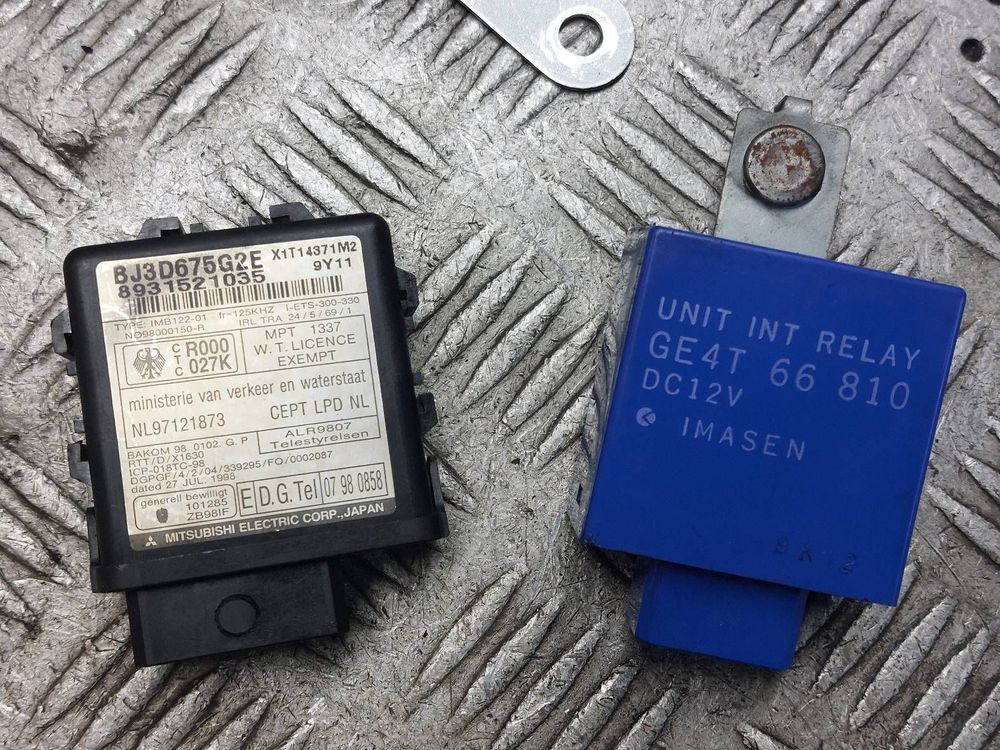 BJ3D675G2E X1T14371M2
8931521035 9Y11
TYPE: IMB122-01 fr=125KHZ I-ETS-300-330
NO98000150-R IRL TRA 24/5/69/1
C T C R000 027K
MPT 1337
W.T. LICENCE
EXEMPT
ministerie van verkeer en waterstaat
NL97121873 CEPT LPD NL
BAKOM 98.0102. G. P
RTT/D/X1630
ICP-018TC-98
ALR9807
Telestyrelsen
DGPGF/4/2/04/339295/FO/0002087
dated 27 JUL. 1998
generell bewilligt
101285
ZB98IF
E D.G.Tel 07 98 0858
MITSUBISHI ELECTRIC CORP.,JAPAN
UNIT INT RELAY
GE4T 66 810
DC12V
IMASEN